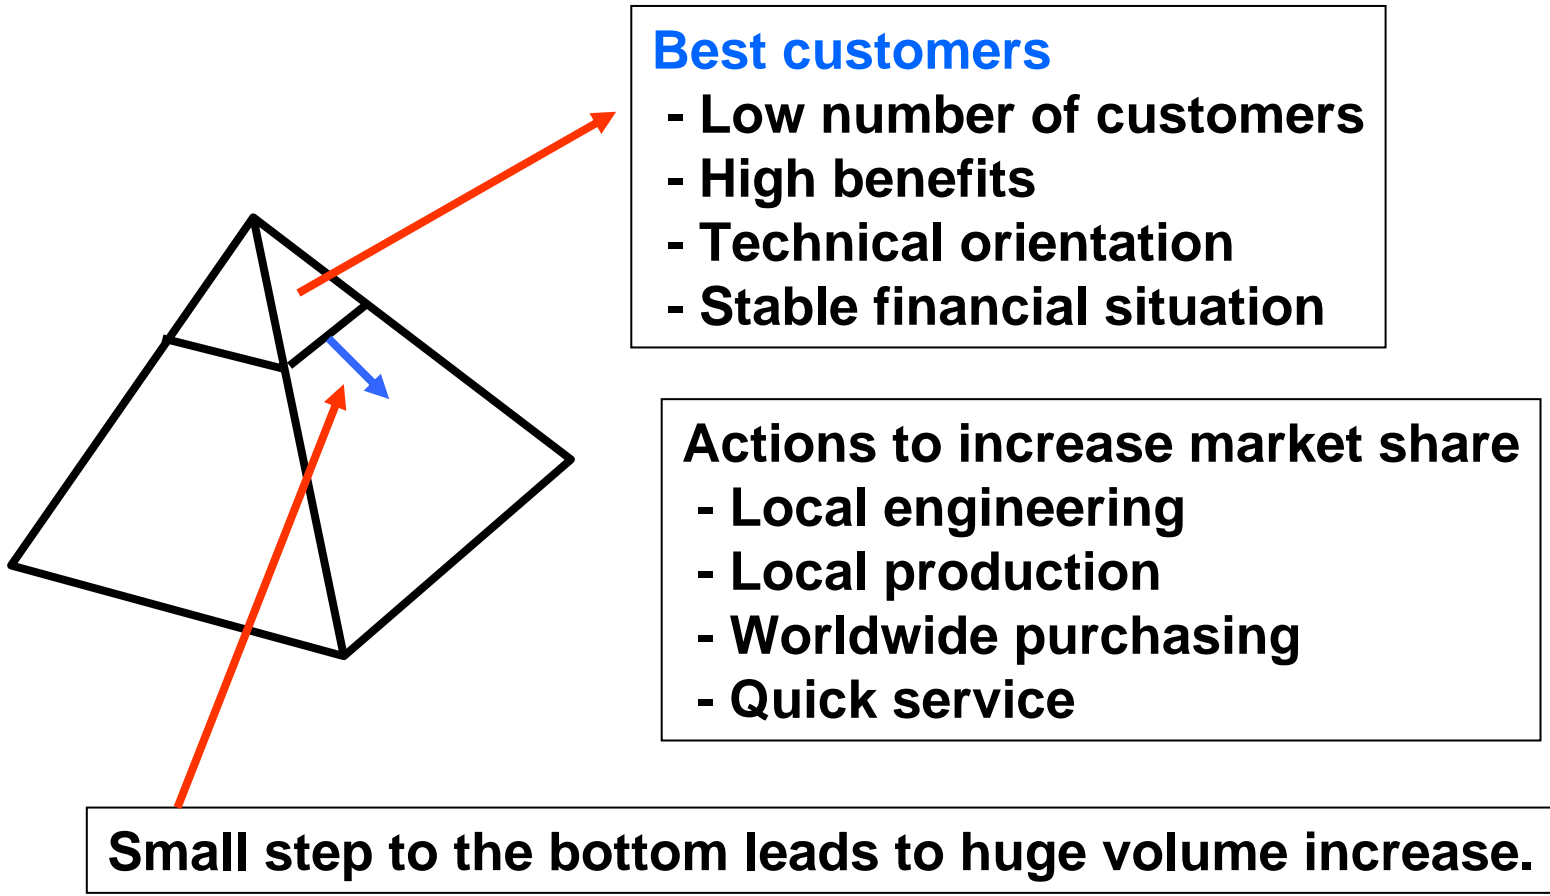 Best customers
- Low number of customers
- High benefits
- Technical orientation
- Stable financial situation
Actions to increase market share
- Local engineering
- Local production
- Worldwide purchasing
- Quick service
Small step to the bottom leads to huge volume increase.